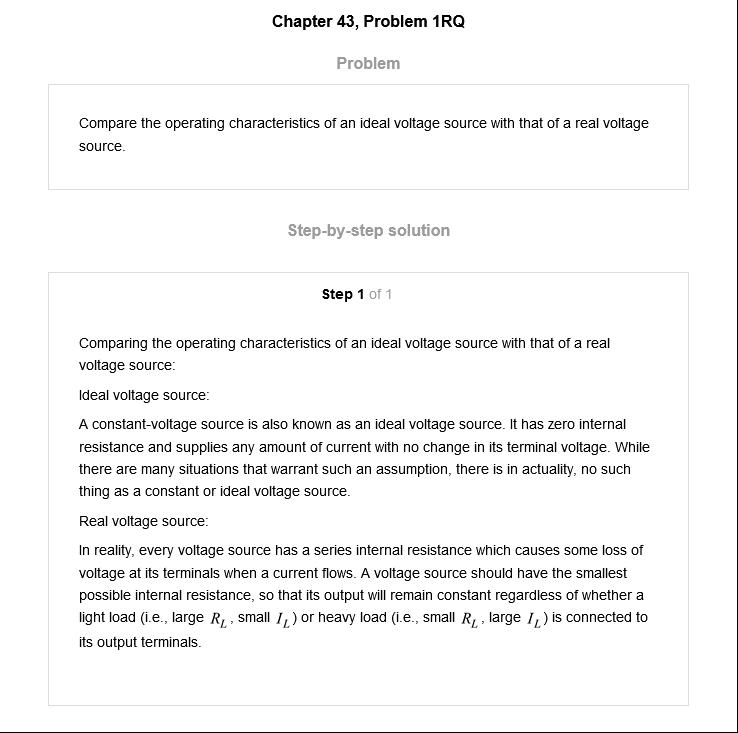 Chapter 43, Problem 1RQ
Problem
Compare the operating characteristics of an ideal voltage source with that of a real voltage
source.
Step-by-step solution
Step 1 of 1
Comparing the operating characteristics of an ideal voltage source with that of a real
voltage source:
Ideal voltage source:
A constant-voltage source is also known as an ideal voltage source. It has zero internal
resistance and supplies any amount of current with no change in its terminal voltage. While
there are many situations that warrant such an assumption, there is in actuality, no such
thing as a constant or ideal voltage source.
Real voltage source:
In reality, every voltage source has a series internal resistance which causes some loss of
voltage at its terminals when a current flows. A voltage source should have the smallest
possible internal resistance, so that its output will remain constant regardless of whether a
light load (i.e., large R_L, small I_L) or heavy load (i.e., small R_L, large I_L) is connected to
its output terminals.